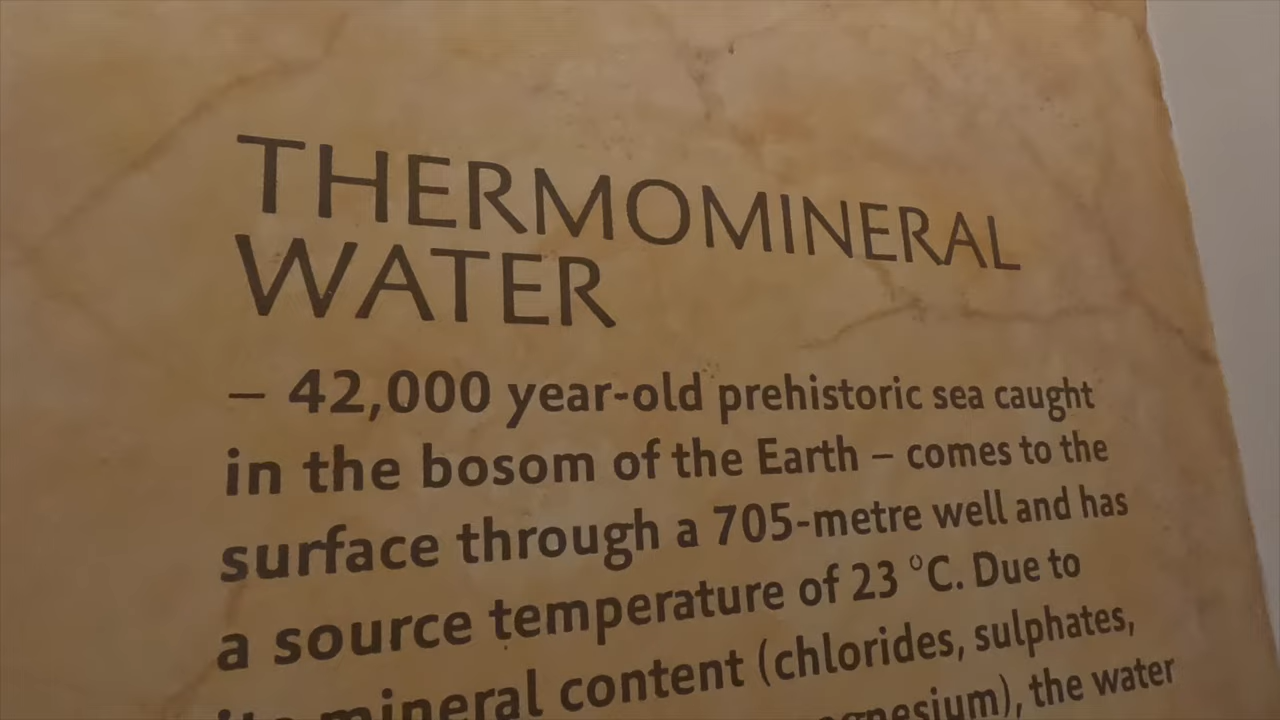 THERMOMINERAL
WATER
– 42,000 year-old prehistoric sea caught
in the bosom of the Earth – comes to the
surface through a 705-metre well and has
a source temperature of 23 °C. Due to
its mineral content (chlorides, sulphates,
the water